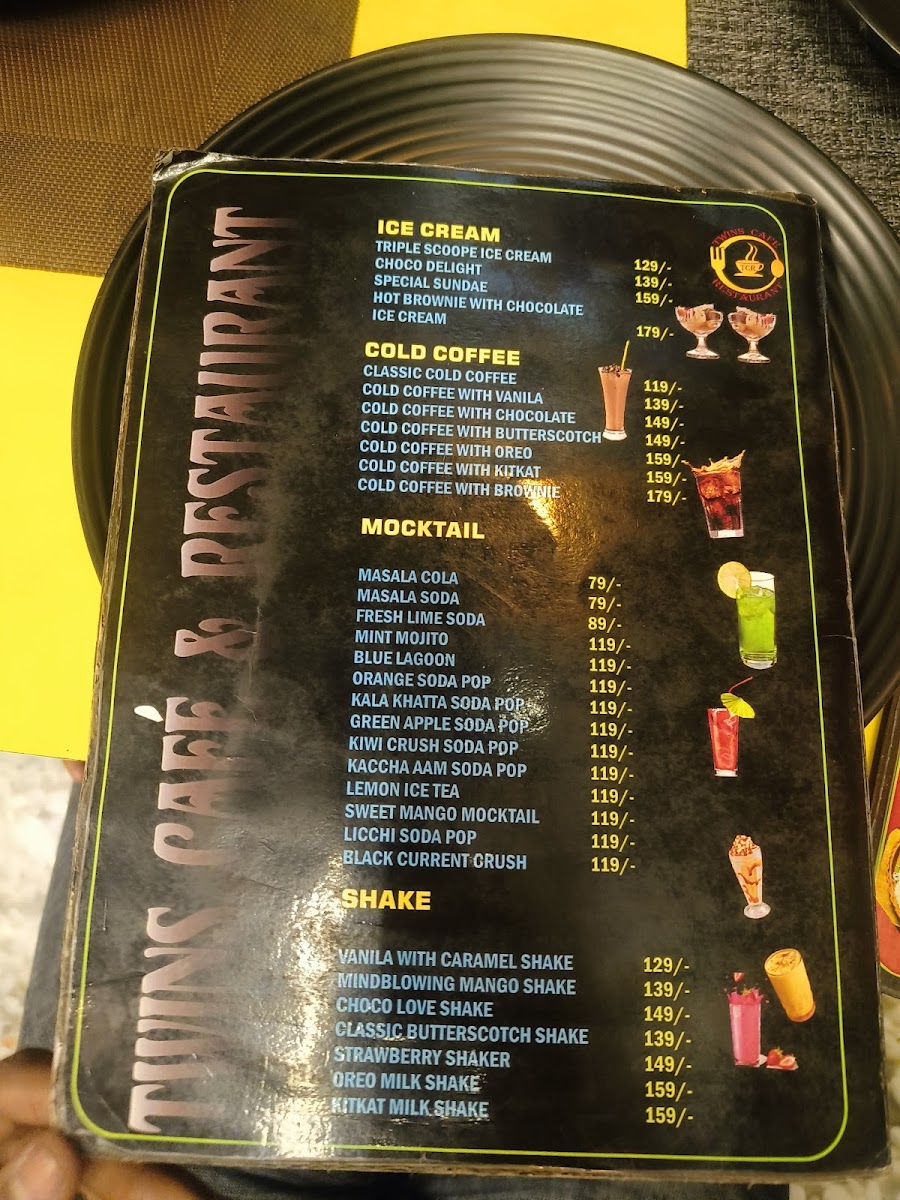 TWINS CAFÉ & RESTAURANT
TWINS CAFE
TCR
RESTAURANT
ICE CREAM
TRIPLE SCOOPE ICE CREAM 129/-
CHOCO DELIGHT 139/-
SPECIAL SUNDAE 159/-
HOT BROWNIE WITH CHOCOLATE
ICE CREAM 179/-
COLD COFFEE
CLASSIC COLD COFFEE 119/-
COLD COFFEE WITH VANILA 139/-
COLD COFFEE WITH CHOCOLATE 149/-
COLD COFFEE WITH BUTTERSCOTCH 149/-
COLD COFFEE WITH OREO 159/-
COLD COFFEE WITH KITKAT 159/-
COLD COFFEE WITH BROWNIE 179/-
MOCKTAIL
MASALA COLA 79/-
MASALA SODA 79/-
FRESH LIME SODA 89/-
MINT MOJITO 119/-
BLUE LAGOON 119/-
ORANGE SODA POP 119/-
KALA KHATTA SODA POP 119/-
GREEN APPLE SODA POP 119/-
KIWI CRUSH SODA POP 119/-
KACCHA AAM SODA POP 119/-
LEMON ICE TEA 119/-
SWEET MANGO MOCKTAIL 119/-
LICCHI SODA POP 119/-
BLACK CURRENT CRUSH 119/-
SHAKE
VANILA WITH CARAMEL SHAKE 129/-
MINDBLOWING MANGO SHAKE 139/-
CHOCO LOVE SHAKE 149/-
CLASSIC BUTTERSCOTCH SHAKE 139/-
STRAWBERRY SHAKER 149/-
OREO MILK SHAKE 159/-
KITKAT MILK SHAKE 159/-